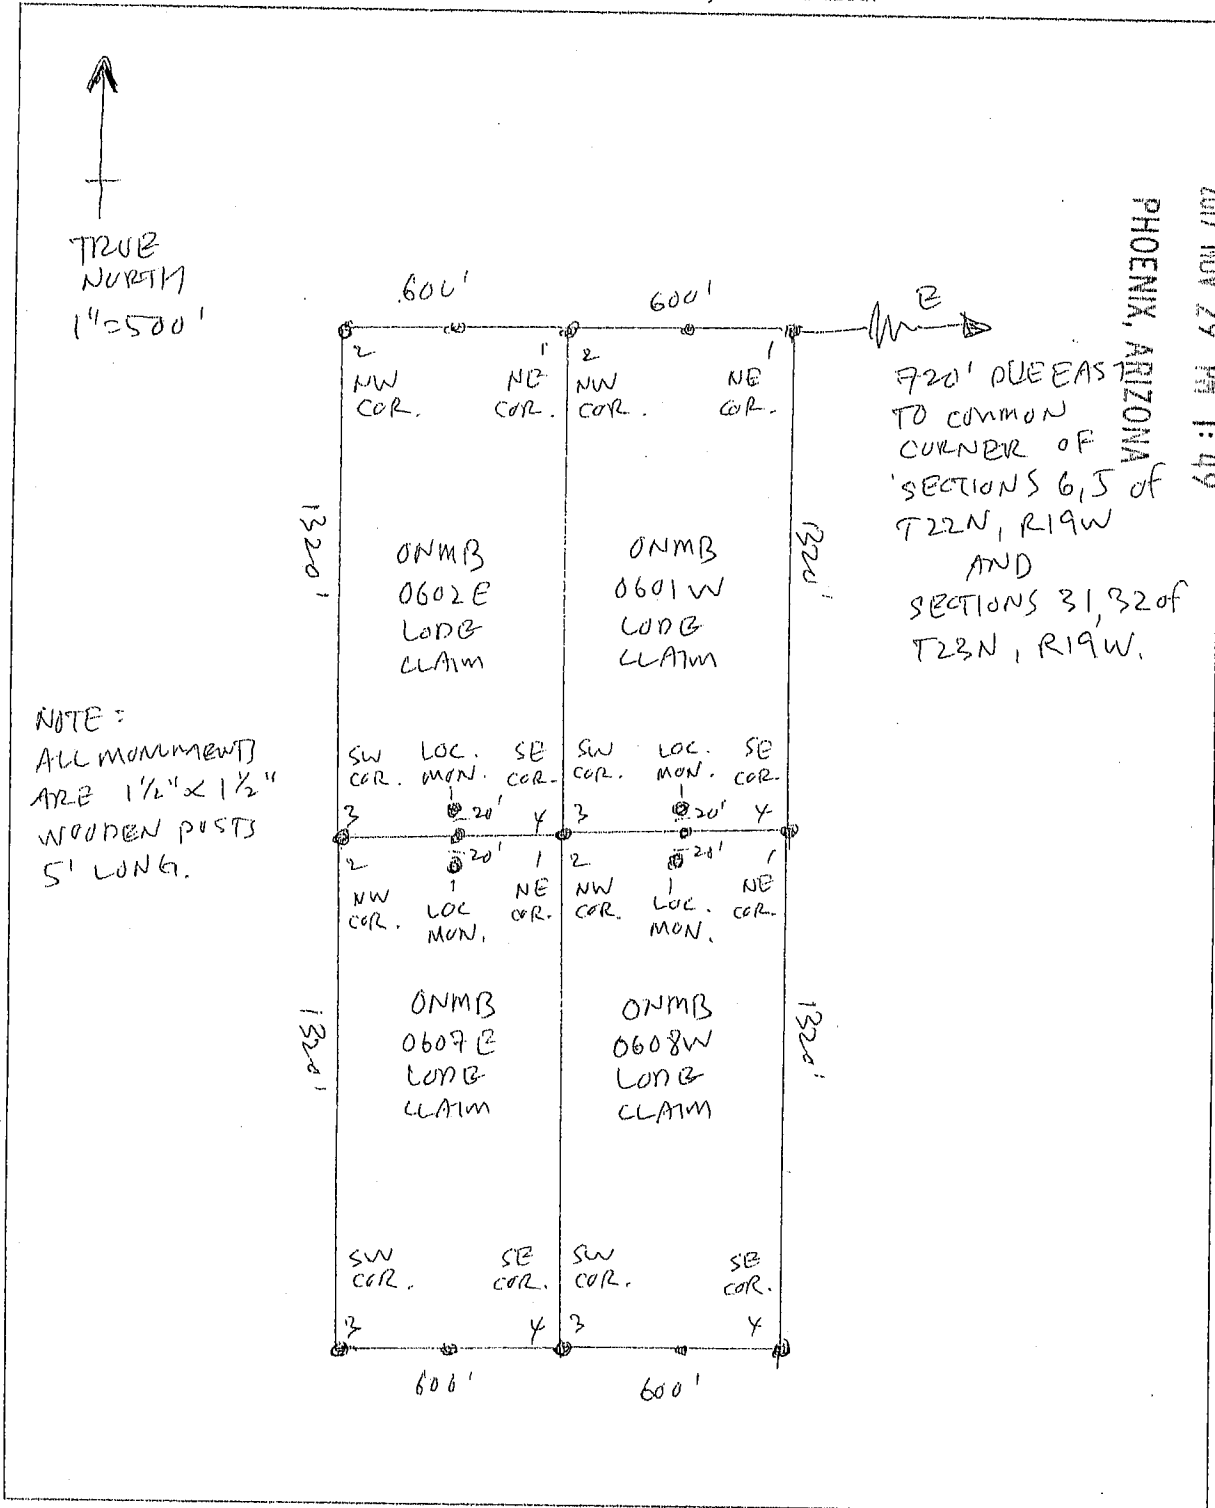 TRUE
NORTH
1"=500'
600'
600'
E
2
1
2
1
NW
COR.
NE
COR.
NW
COR.
NE
COR.
720' DUE EAST
TO COMMON
CORNER OF
SECTIONS 6,5 of
T22N, R19W
AND
SECTIONS 31,32 of
T23N, R19W.
PHOENIX, ARIZONA
NOV 29 PM 1:49
1320'
1320'
ONMB
0602E
LODE
CLAIM
ONMB
0601W
LODE
CLAIM
NOTE:
ALL MONUMENTS
ARE 1½" x 1½"
WOODEN POSTS
5' LONG.
SW
COR.
LOC.
MON.
SE
COR.
SW
COR.
LOC.
MON.
SE
COR.
3
20'
4
3
20'
4
2
20'
1
2
20'
1
NW
COR.
LOC
MON.
NE
COR.
NW
COR.
LOC.
MON.
NE
COR.
1320'
1320'
ONMB
0607E
LODE
CLAIM
ONMB
0608W
LODE
CLAIM
SW
COR.
SE
COR.
SW
COR.
SE
COR.
3
4
3
4
600'
600'